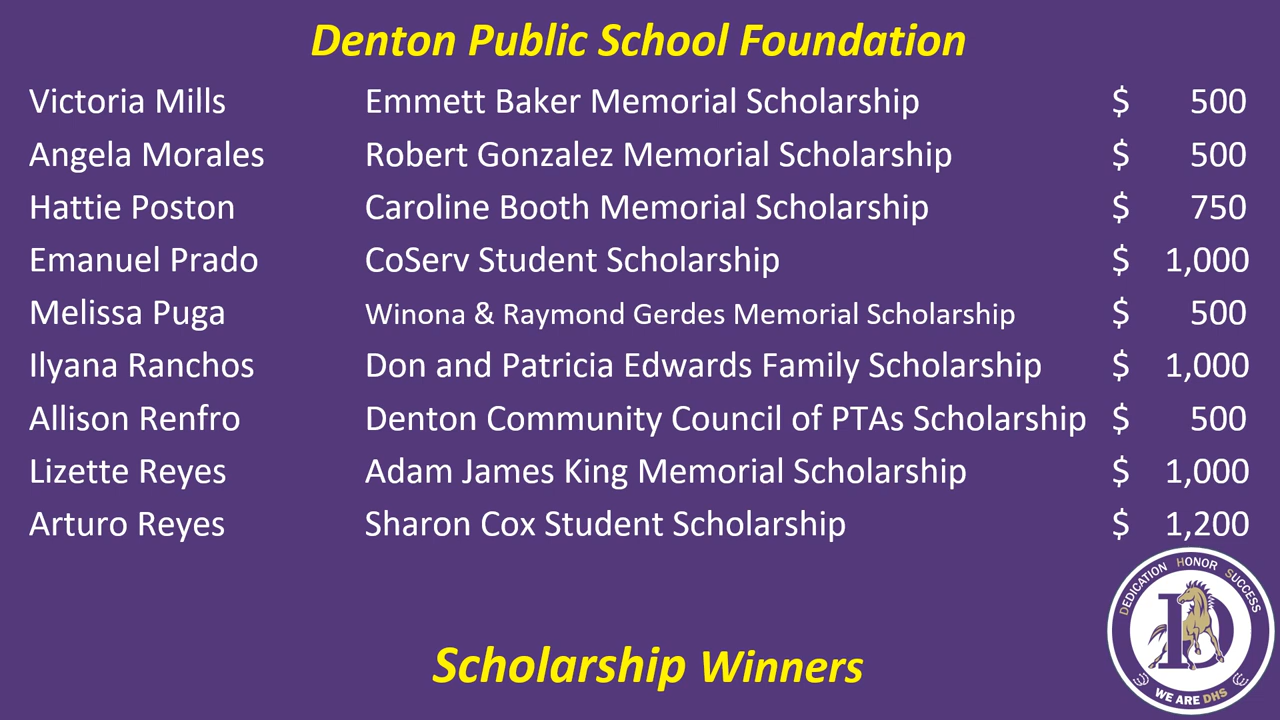 Denton Public School Foundation
Victoria Mills Emmett Baker Memorial Scholarship $ 500
Angela Morales Robert Gonzalez Memorial Scholarship $ 500
Hattie Poston Caroline Booth Memorial Scholarship $ 750
Emanuel Prado CoServ Student Scholarship $ 1,000
Melissa Puga Winona & Raymond Gerdes Memorial Scholarship $ 500
Ilyana Ranchos Don and Patricia Edwards Family Scholarship $ 1,000
Allison Renfro Denton Community Council of PTAs Scholarship $ 500
Lizette Reyes Adam James King Memorial Scholarship $ 1,000
Arturo Reyes Sharon Cox Student Scholarship $ 1,200
DEDICATION HONOR SUCCESS
D
WE ARE DHS
Scholarship Winners